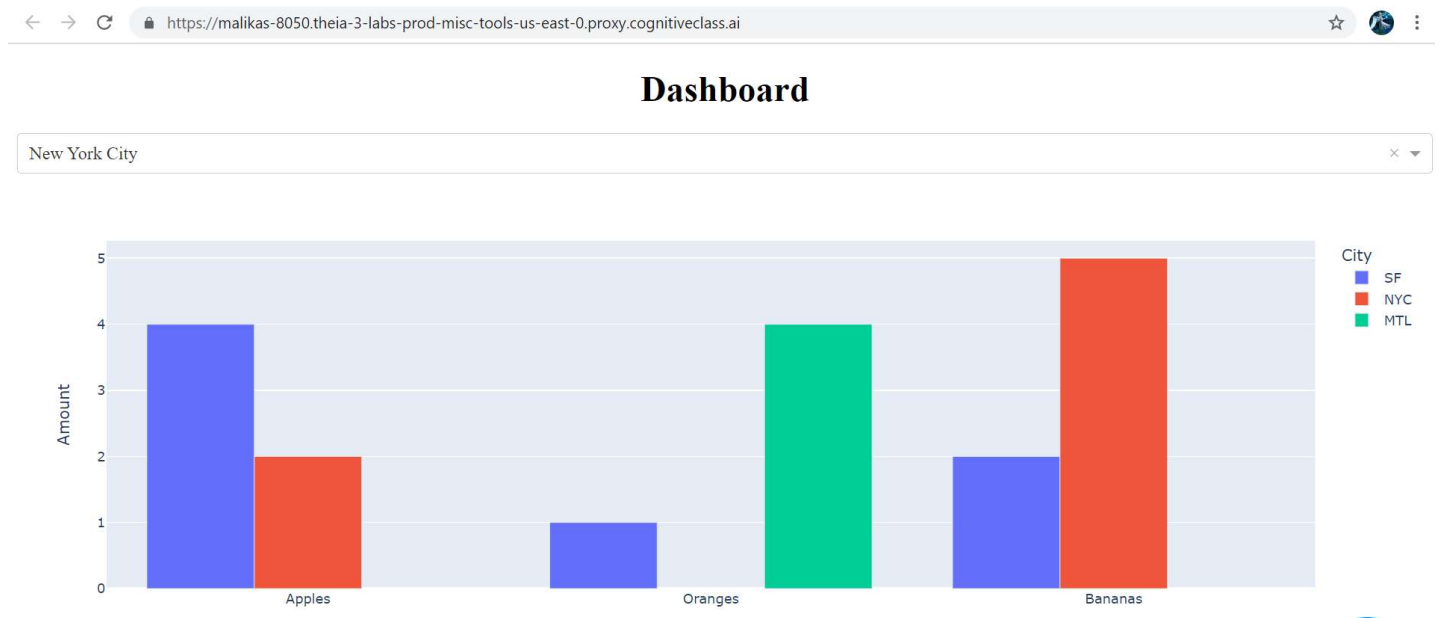 https://malikas-8050.theia-3-labs-prod-misc-tools-us-east-0.proxy.cognitiveclass.ai
Dashboard
New York City
×
City
SF
NYC
MTL
Amount
5
4
3
2
1
0
Apples Oranges Bananas